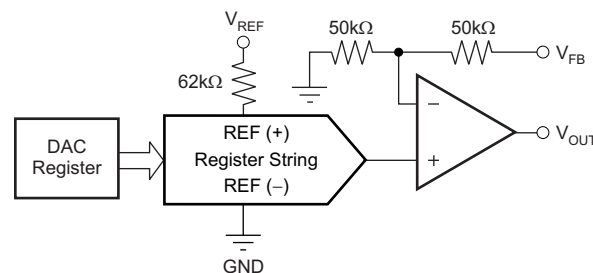 V_REF
50kΩ
50kΩ
V_FB
62kΩ
DAC
Register
REF (+)
Register String
REF (−)
−
+
V_OUT
GND